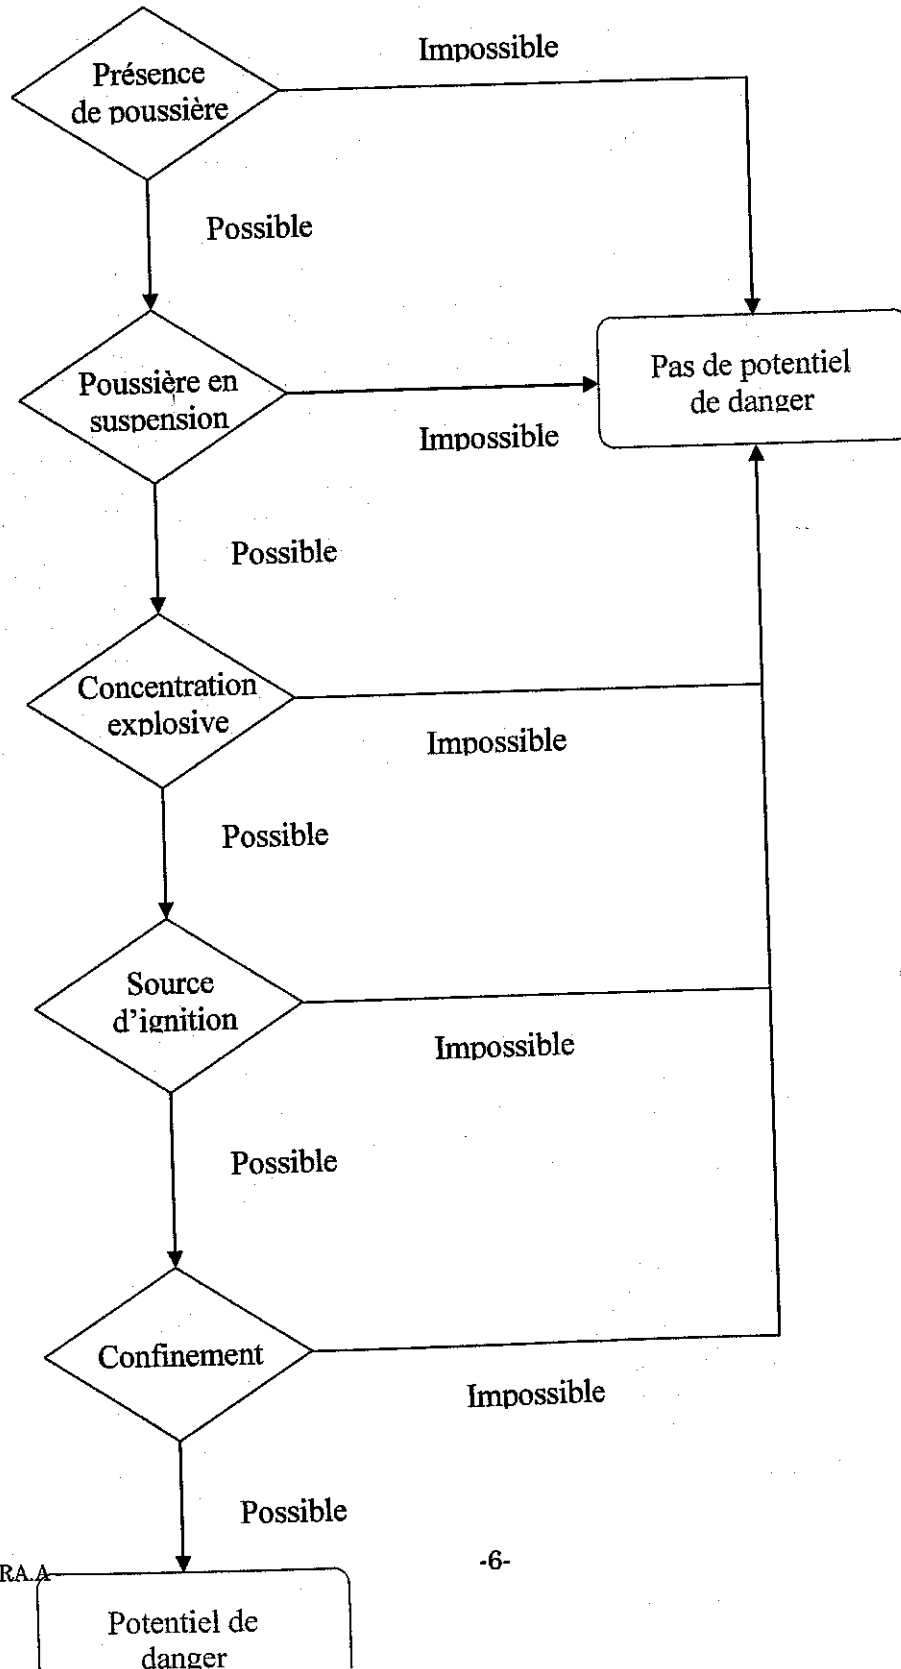 Impossible
Présence
de poussière
Possible
Poussière en
suspension
Impossible
Pas de potentiel
de danger
Possible
Concentration
explosive
Impossible
Possible
Source
d'ignition
Impossible
Possible
Confinement
Impossible
Possible
RA.A
-6-
Potentiel de
danger